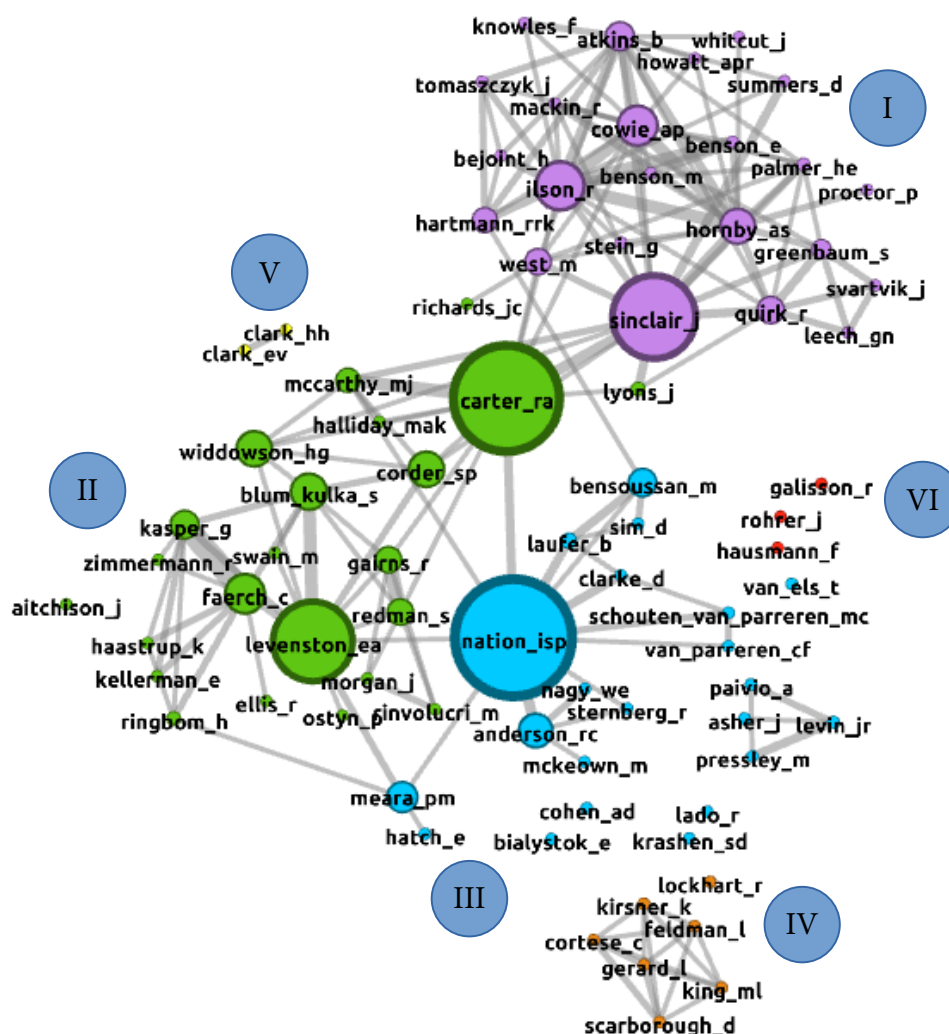 knowles_f
atkins_b
whitcut_j
howatt_apr
tomaszczyk_j
summers_d
mackin_r
I
cowie_ap
benson_e
bejoint_h
palmer_he
benson_m
ilson_r
proctor_p
hartmann_rrk
hornby_as
stein_g
greenbaum_s
west_m
V
svartvik_j
richards_jc
quirk_r
sinclair_j
clark_hh
leech_gn
clark_ev
mccarthy_mj
lyons_j
carter_ra
halliday_mak
widdowson_hg
corder_sp
II
blum_kulka_s
bensoussan_m
galisson_r
VI
kasper_g
sim_d
rohrer_j
laufer_b
hausmann_f
zimmermann_r
swain_m
gairns_r
clarke_d
van_els_t
aitchison_j
faerch_c
redman_s
schouten_van_parreren_mc
haastrup_k
levenston_ea
nation_isp
van_parreren_cf
kellerman_e
morgan_j
nagy_we
paivio_a
ellis_r
ostyn_p
rinvolucri_m
sternberg_r
ringbom_h
asher_j
levin_jr
anderson_rc
mckeown_m
pressley_m
meara_pm
cohen_ad
lado_r
hatch_e
bialystok_e
krashen_sd
III
lockhart_r
kirsner_k
IV
feldman_l
cortese_c
gerard_l
king_ml
scarborough_d